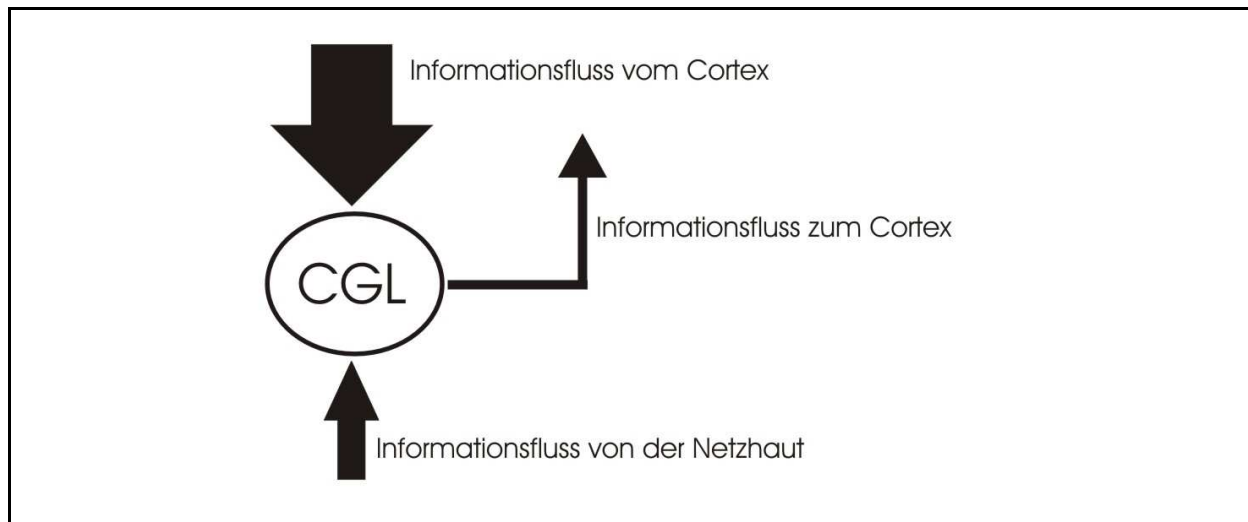 Informationsfluss vom Cortex
Informationsfluss zum Cortex
CGL
Informationsfluss von der Netzhaut